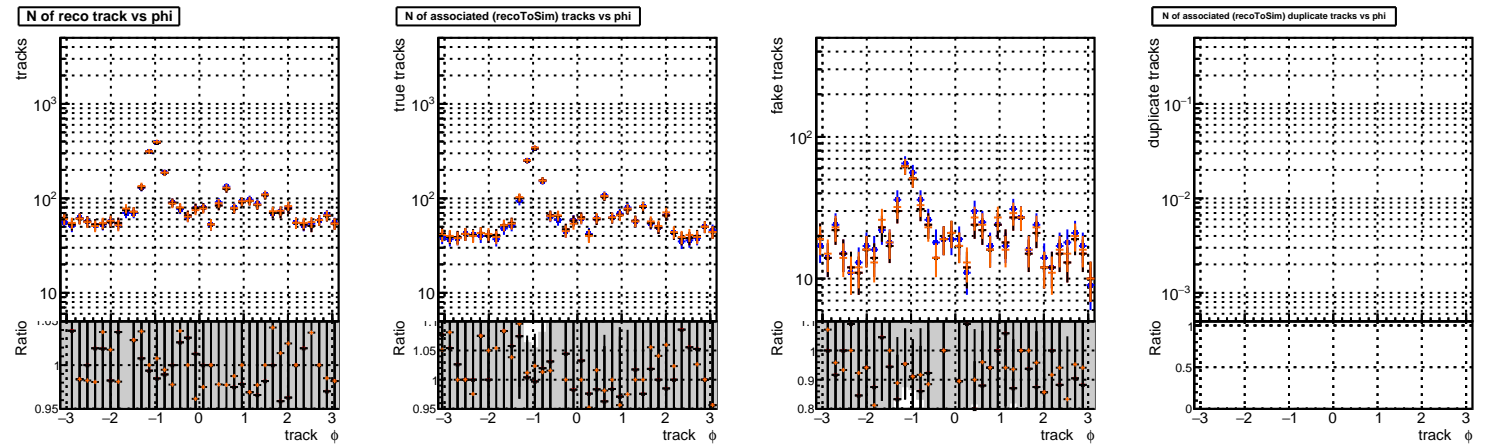 N of reco track vs phi
tracks
10³
10²
10
Ratio
1.05
1
0.95
−3 −2 −1 0 1 2 3
track ϕ
N of associated (recoToSim) tracks vs phi
true tracks
10³
10²
10
Ratio
1.1
1.05
1
0.95
−3 −2 −1 0 1 2 3
track ϕ
fake tracks
10²
10
Ratio
1.1
1
0.9
0.8
−3 −2 −1 0 1 2 3
track ϕ
N of associated (recoToSim) duplicate tracks vs phi
duplicate tracks
10⁻¹
10⁻²
10⁻³
Ratio
1
0.5
0
−3 −2 −1 0 1 2 3
track ϕ